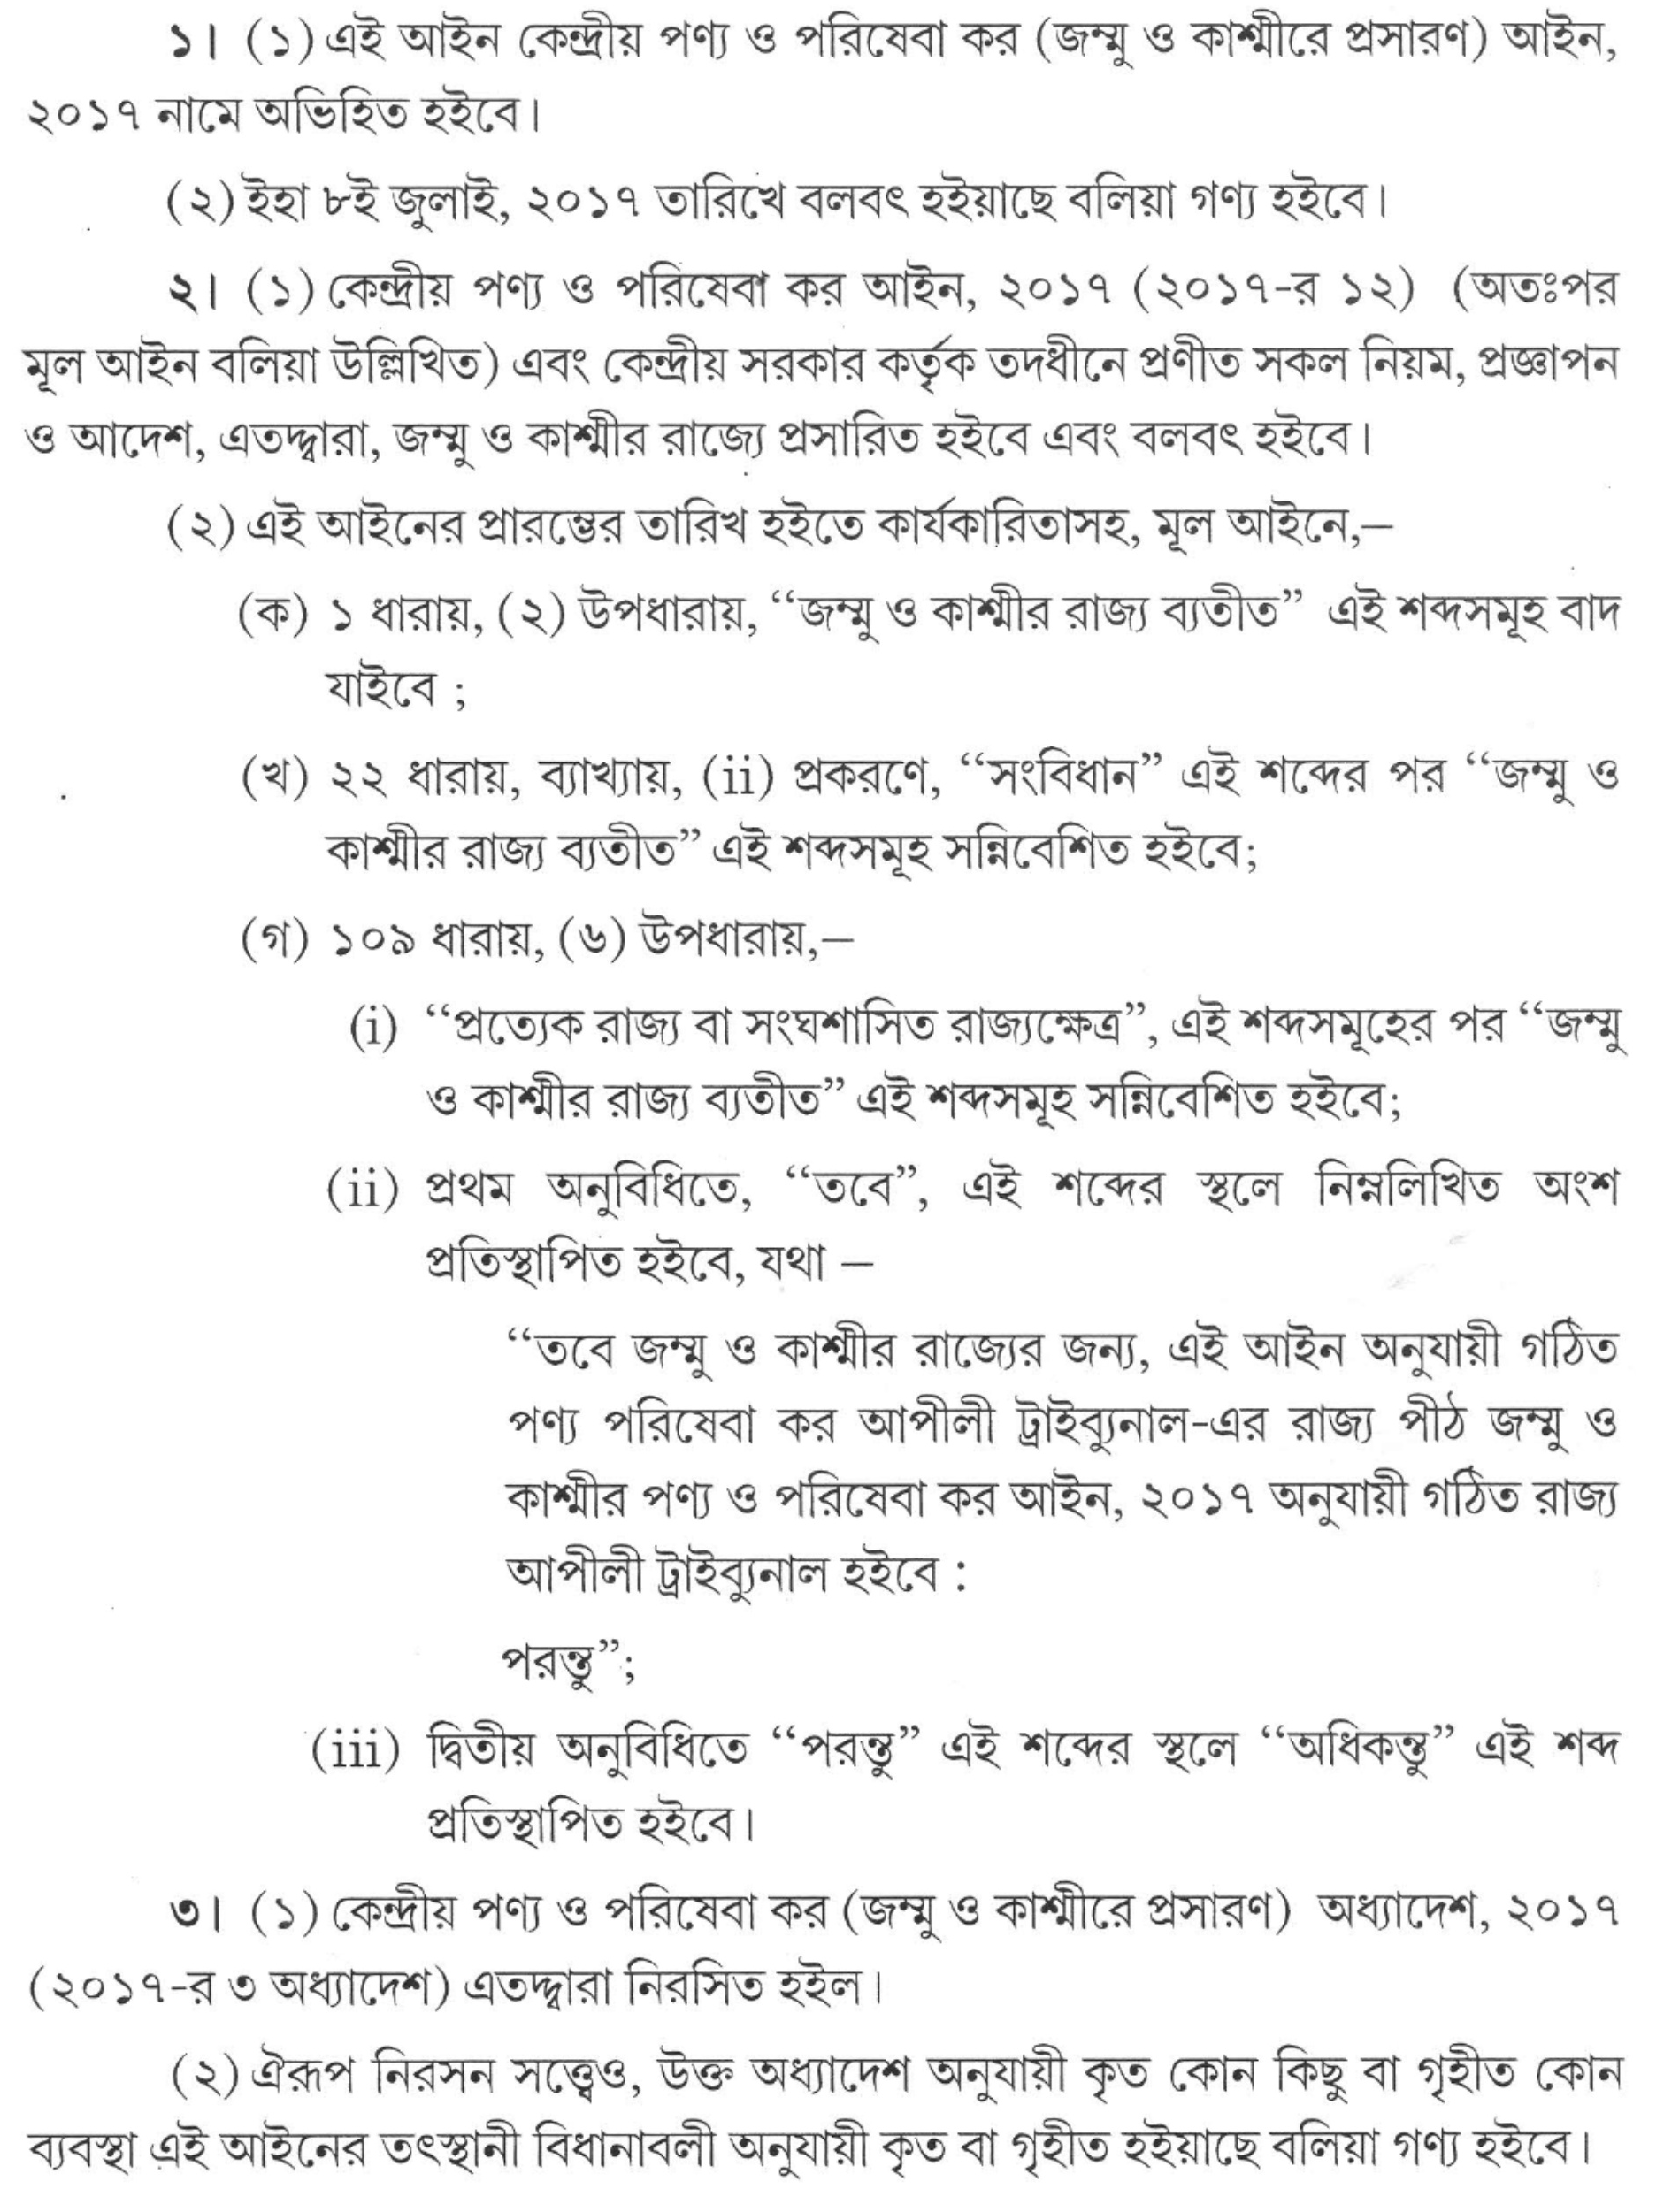 ১। (১) এই আইন কেন্দ্রীয় পণ্য ও পরিষেবা কর (জম্মু ও কাশ্মীরে প্রসারণ) আইন,
২০১৭ নামে অভিহিত হইবে।
(২) ইহা ৮ই জুলাই, ২০১৭ তারিখে বলবৎ হইয়াছে বলিয়া গণ্য হইবে।
২। (১) কেন্দ্রীয় পণ্য ও পরিষেবা কর আইন, ২০১৭ (২০১৭-র ১২) (অতঃপর
মূল আইন বলিয়া উল্লিখিত) এবং কেন্দ্রীয় সরকার কর্তৃক তদধীনে প্রণীত সকল নিয়ম, প্রজ্ঞাপন
ও আদেশ, এতদ্দ্বারা, জম্মু ও কাশ্মীর রাজ্যে প্রসারিত হইবে এবং বলবৎ হইবে।
(২) এই আইনের প্রারম্ভের তারিখ হইতে কার্যকারিতাসহ, মূল আইনে,—
(ক) ১ ধারায়, (২) উপধারায়, “জম্মু ও কাশ্মীর রাজ্য ব্যতীত” এই শব্দসমূহ বাদ
যাইবে ;
(খ) ২২ ধারায়, ব্যাখ্যায়, (ii) প্রকরণে, “সংবিধান” এই শব্দের পর “জম্মু ও
কাশ্মীর রাজ্য ব্যতীত” এই শব্দসমূহ সন্নিবেশিত হইবে;
(গ) ১০৯ ধারায়, (৬) উপধারায়,—
(i) “প্রত্যেক রাজ্য বা সংঘশাসিত রাজ্যক্ষেত্র”, এই শব্দসমূহের পর “জম্মু
ও কাশ্মীর রাজ্য ব্যতীত” এই শব্দসমূহ সন্নিবেশিত হইবে;
(ii) প্রথম অনুবিধিতে, “তবে”, এই শব্দের স্থলে নিম্নলিখিত অংশ
প্রতিস্থাপিত হইবে, যথা —
“তবে জম্মু ও কাশ্মীর রাজ্যের জন্য, এই আইন অনুযায়ী গঠিত
পণ্য পরিষেবা কর আপীলী ট্রাইব্যুনাল-এর রাজ্য পীঠ জম্মু ও
কাশ্মীর পণ্য ও পরিষেবা কর আইন, ২০১৭ অনুযায়ী গঠিত রাজ্য
আপীলী ট্রাইব্যুনাল হইবে :
পরন্তু”;
(iii) দ্বিতীয় অনুবিধিতে “পরন্তু” এই শব্দের স্থলে “অধিকন্তু” এই শব্দ
প্রতিস্থাপিত হইবে।
৩। (১) কেন্দ্রীয় পণ্য ও পরিষেবা কর (জম্মু ও কাশ্মীরে প্রসারণ) অধ্যাদেশ, ২০১৭
(২০১৭-র ৩ অধ্যাদেশ) এতদ্দ্বারা নিরসিত হইল।
(২) ঐরূপ নিরসন সত্ত্বেও, উক্ত অধ্যাদেশ অনুযায়ী কৃত কোন কিছু বা গৃহীত কোন
ব্যবস্থা এই আইনের তৎস্থানী বিধানাবলী অনুযায়ী কৃত বা গৃহীত হইয়াছে বলিয়া গণ্য হইবে।